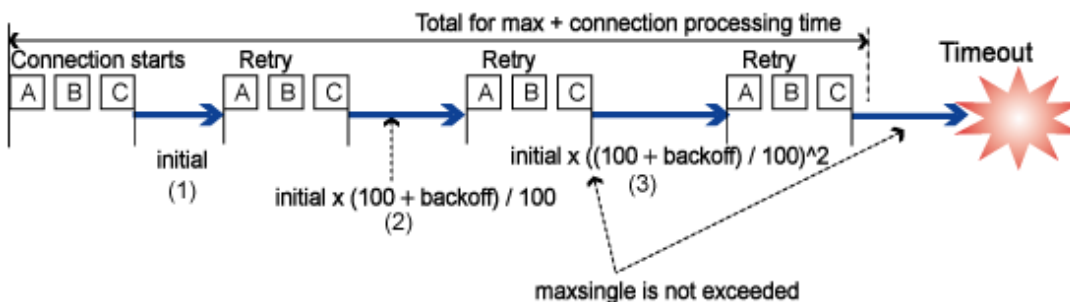 Total for max + connection processing time
Timeout
Connection starts
Retry
Retry
Retry
A B C
A B C
A B C
A B C
initial
(1)
initial x (100 + backoff) / 100
(2)
initial x ((100 + backoff) / 100)^2
(3)
maxsingle is not exceeded